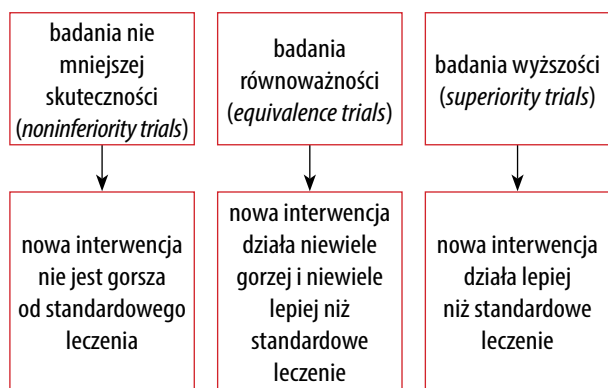 badania nie
mniejszej
skuteczności
(noninferiority trials)
badania
równoważności
(equivalence trials)
badania wyższości
(superiority trials)
nowa interwencja
nie jest gorsza
od standardowego
leczenia
nowa interwencja
działa niewiele
gorzej i niewiele
lepiej niż
standardowe
leczenie
nowa interwencja
działa lepiej
niż standardowe
leczenie